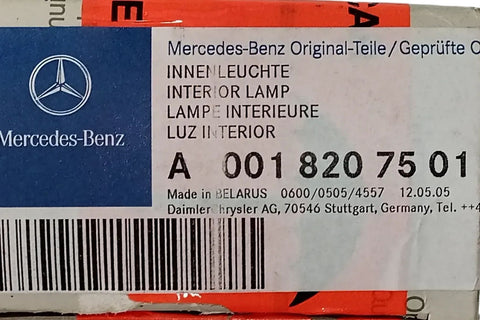 Mercedes-Benz Original-Teile/Geprüfte
INNENLEUCHTE
INTERIOR LAMP
LAMPE INTERIEURE
LUZ INTERIOR
Mercedes-Benz
A 001 820 75 01
Made in BELARUS 0600/0505/4557 12.05.05
DaimlerChrysler AG, 70546 Stuttgart, Germany, Tel.